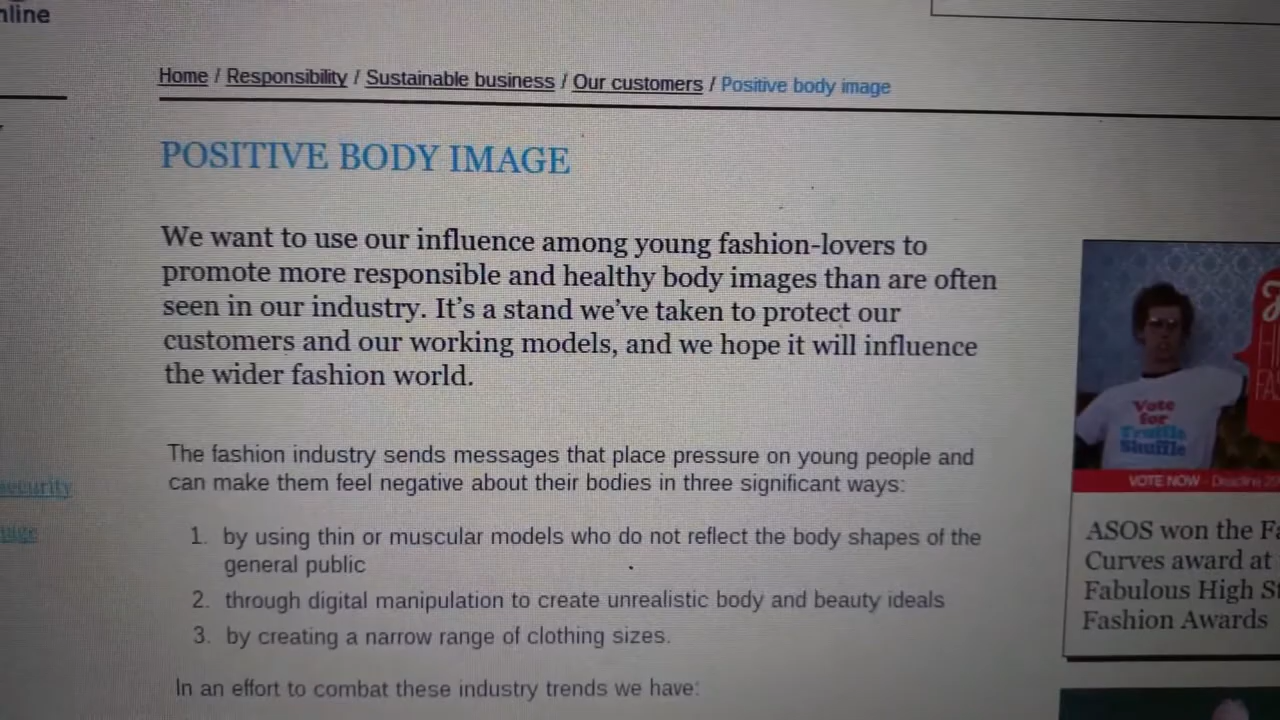 Home / Responsibility / Sustainable business / Our customers / Positive body image
POSITIVE BODY IMAGE
We want to use our influence among young fashion-lovers to
promote more responsible and healthy body images than are often
seen in our industry. It's a stand we've taken to protect our
customers and our working models, and we hope it will influence
the wider fashion world.
The fashion industry sends messages that place pressure on young people and
can make them feel negative about their bodies in three significant ways:
1. by using thin or muscular models who do not reflect the body shapes of the
general public
2. through digital manipulation to create unrealistic body and beauty ideals
3. by creating a narrow range of clothing sizes.
In an effort to combat these industry trends we have:
security
Vote
for
Truffle
Shuffle
VOTE NOW - Deadline
ASOS won the
Curves award at
Fabulous High
Fashion Awards